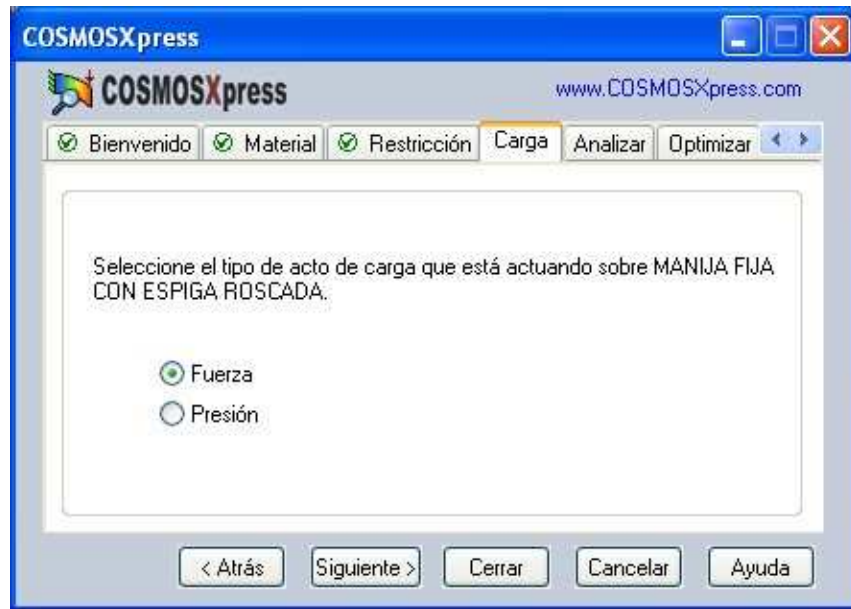 COSMOSXpress
COSMOSXpress www.COSMOSXpress.com
Bienvenido Material Restricción Carga Analizar Optimizar
Seleccione el tipo de acto de carga que está actuando sobre MANIJA FIJA
CON ESPIGA ROSCADA.
Fuerza
Presión
< Atrás Siguiente > Cerrar Cancelar Ayuda